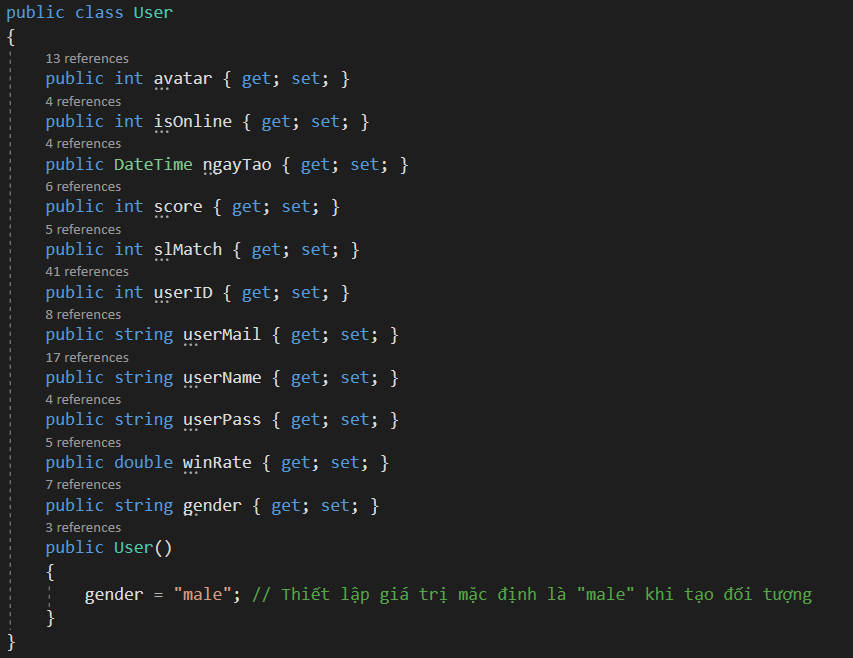 public class User
{
13 references
public int avatar { get; set; }
4 references
public int isOnline { get; set; }
4 references
public DateTime ngayTao { get; set; }
6 references
public int score { get; set; }
5 references
public int slMatch { get; set; }
41 references
public int userID { get; set; }
8 references
public string userMail { get; set; }
17 references
public string userName { get; set; }
4 references
public string userPass { get; set; }
5 references
public double winRate { get; set; }
7 references
public string gender { get; set; }
3 references
public User()
{
gender = "male"; // Thiết lập giá trị mặc định là "male" khi tạo đối tượng
}
}